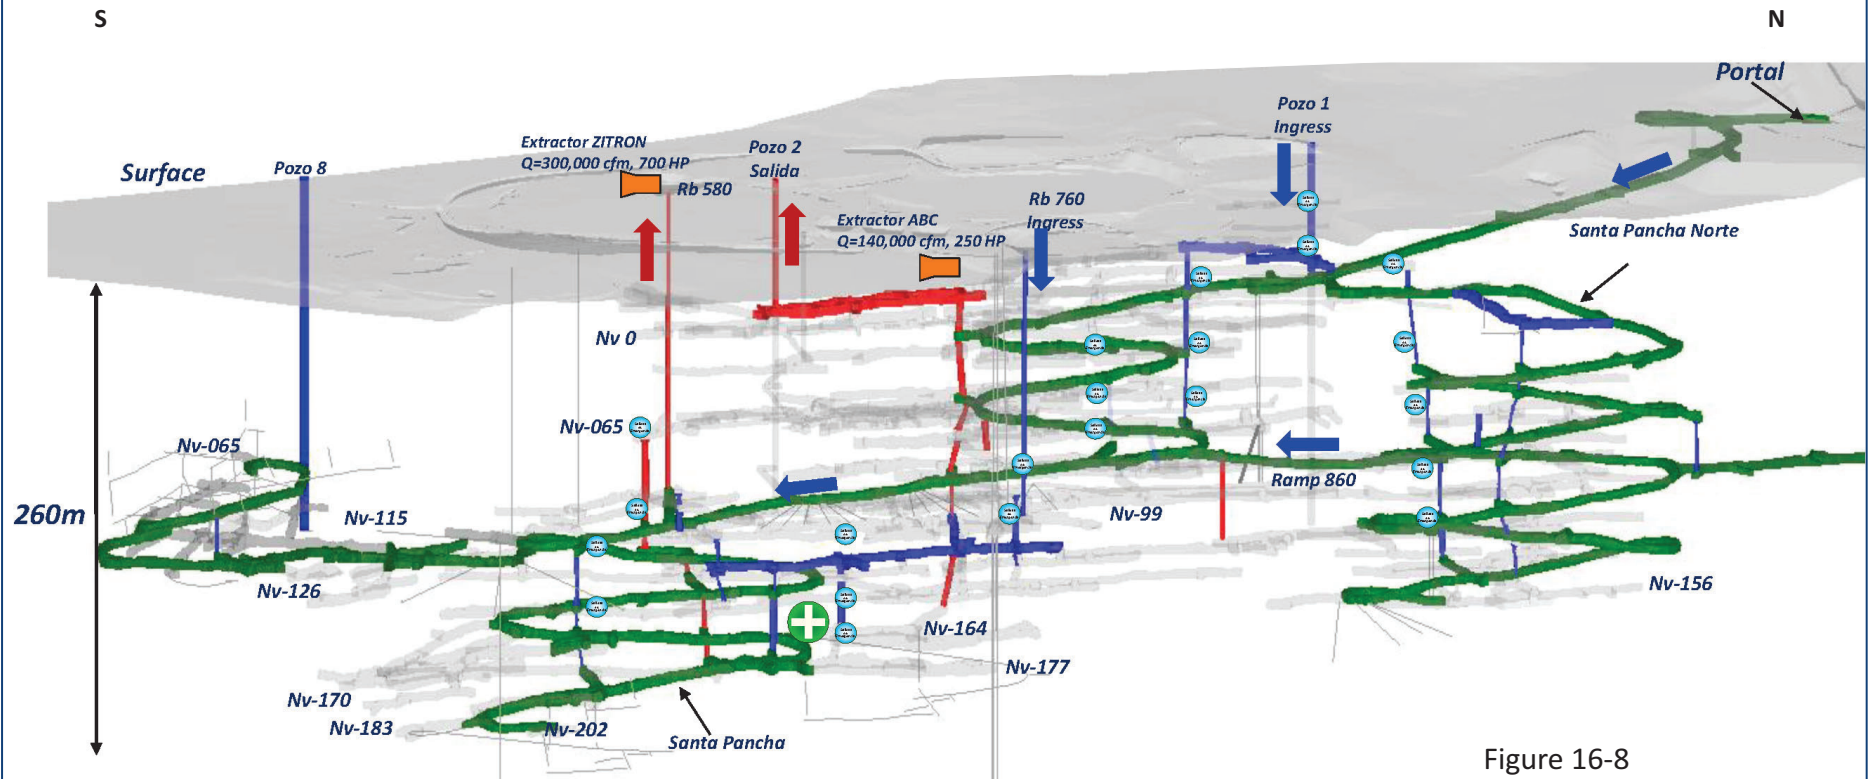 S
N
Portal
Pozo 1
Ingress
Extractor ZITRON
Q=300,000 cfm, 700 HP
Pozo 2
Salida
Surface
Pozo 8
Rb 580
Rb 760
Ingress
Extractor ABC
Q=140,000 cfm, 250 HP
Santa Pancha Norte
Nv 0
Nv-065
Nv-065
Ramp 860
260m
Nv-115
Nv-99
Nv-126
Nv-156
Nv-164
Nv-177
Nv-170
Nv-183
Nv-202
Santa Pancha
Figure 16-8